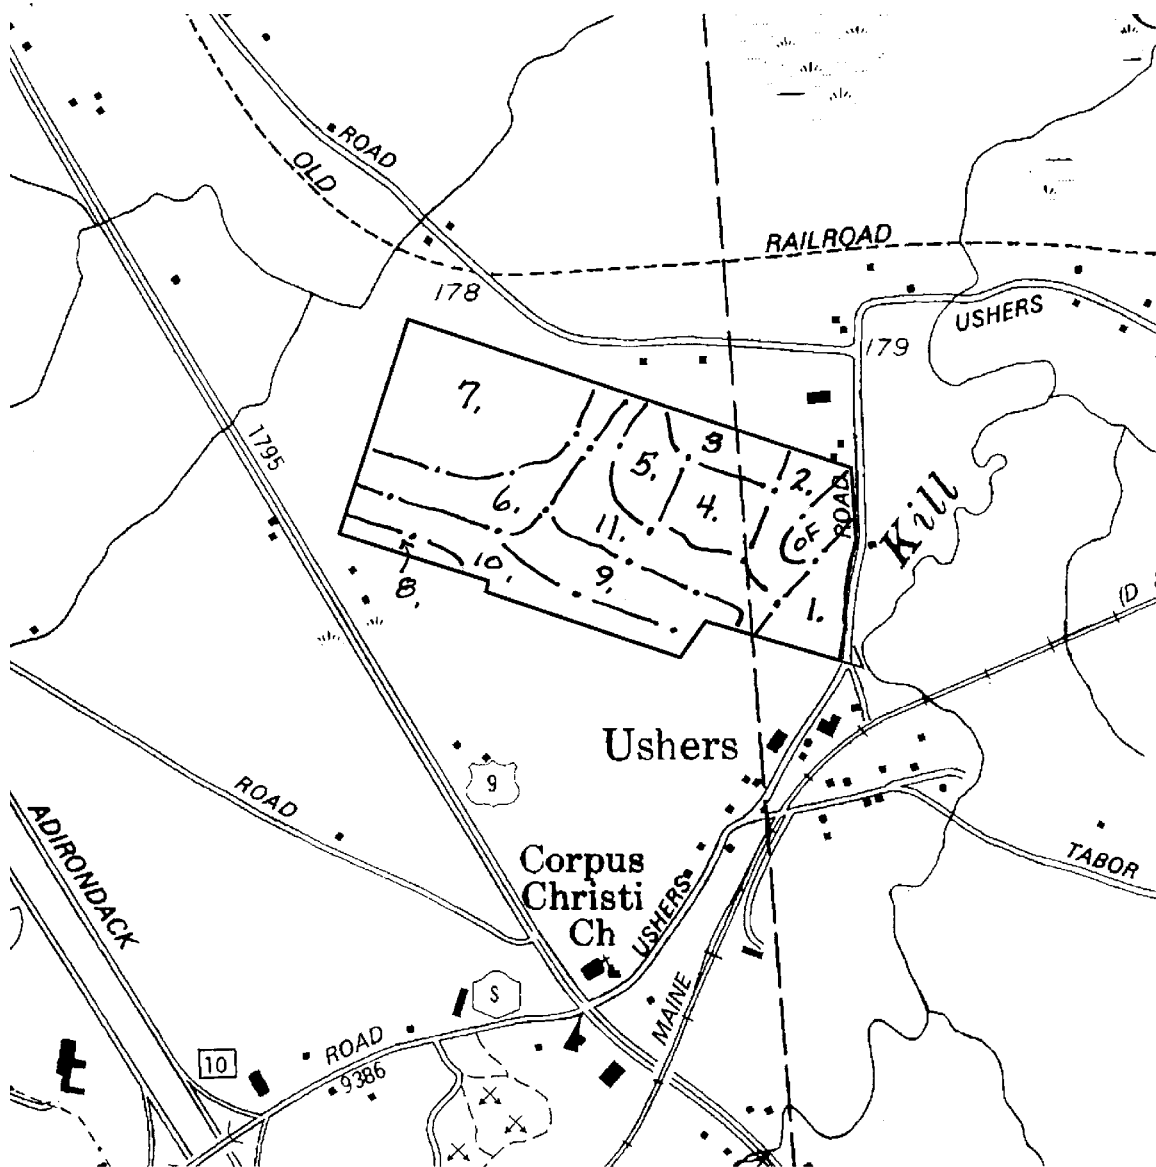 ROAD
OLD
RAILROAD
178
USHERS
179
7.
3
1795
5.
2.
6.
4.
ROAD
Kill
11.
OF
10.
9.
8.
1.
(D
Ushers
9
ROAD
ADIRONDACK
TABOR
Corpus
Christi
Ch
USHERS
S
MAINE
ROAD
10
9386